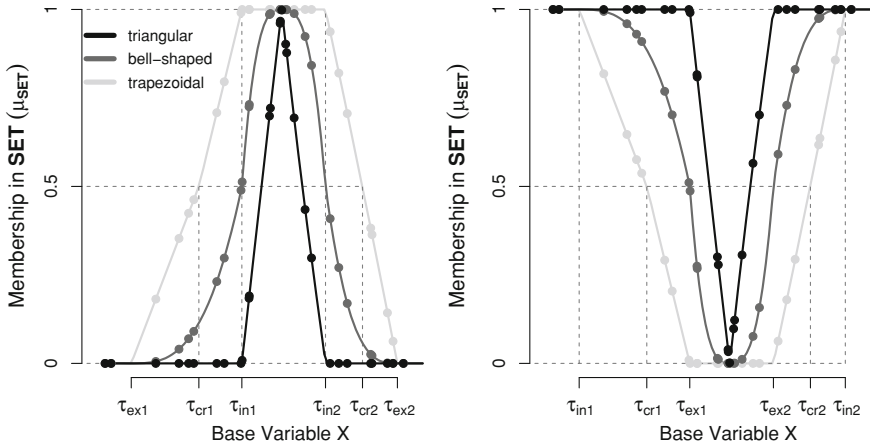 1
0.5
0
Membership in SET (μSET)
triangular
bell−shaped
trapezoidal
τex1 τcr1 τin1 τin2 τcr2 τex2
Base Variable X
1
0.5
0
Membership in SET (μSET)
τin1 τcr1 τex1 τex2 τcr2 τin2
Base Variable X